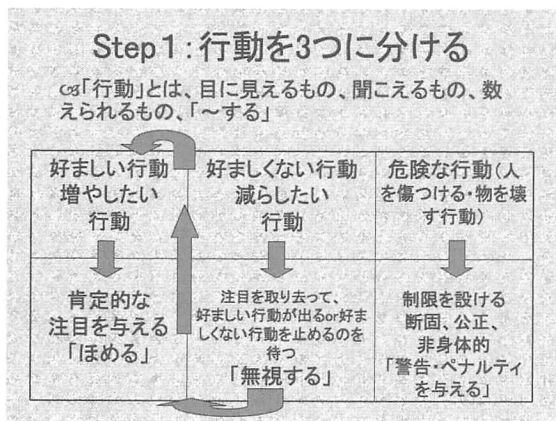 Step1:行動を3つに分ける
「行動」とは、目に見えるもの、聞こえるもの、数
えられるもの、「～する」
好ましい行動
増やしたい
行動
好ましくない行動
減らしたい
行動
危険な行動(人
を傷つける・物を壊
す行動)
肯定的な
注目を与える
「ほめる」
注目を取り去って、
好ましい行動が出るor好ま
しくない行動を止めるのを
待つ
「無視する」
制限を設ける
断固、公正、
非身体的
「警告・ペナルティ
を与える」